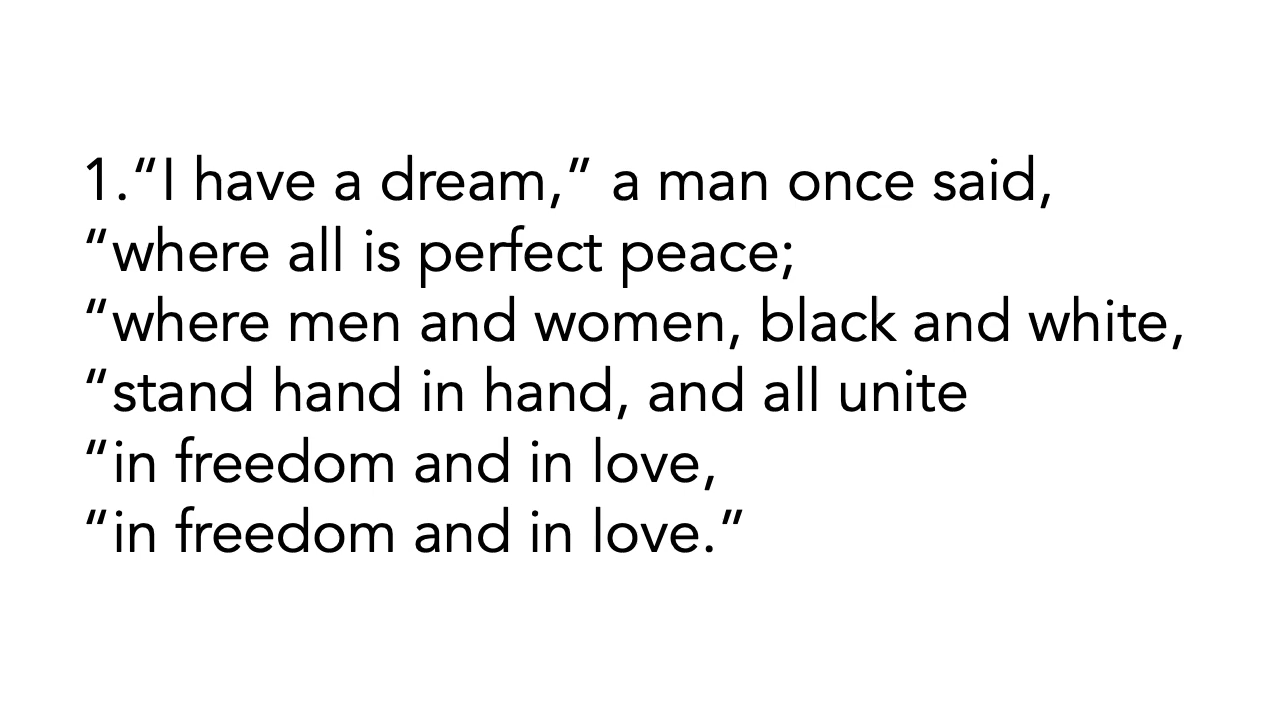 1.“I have a dream,” a man once said,
“where all is perfect peace;
“where men and women, black and white,
“stand hand in hand, and all unite
“in freedom and in love,
“in freedom and in love.”